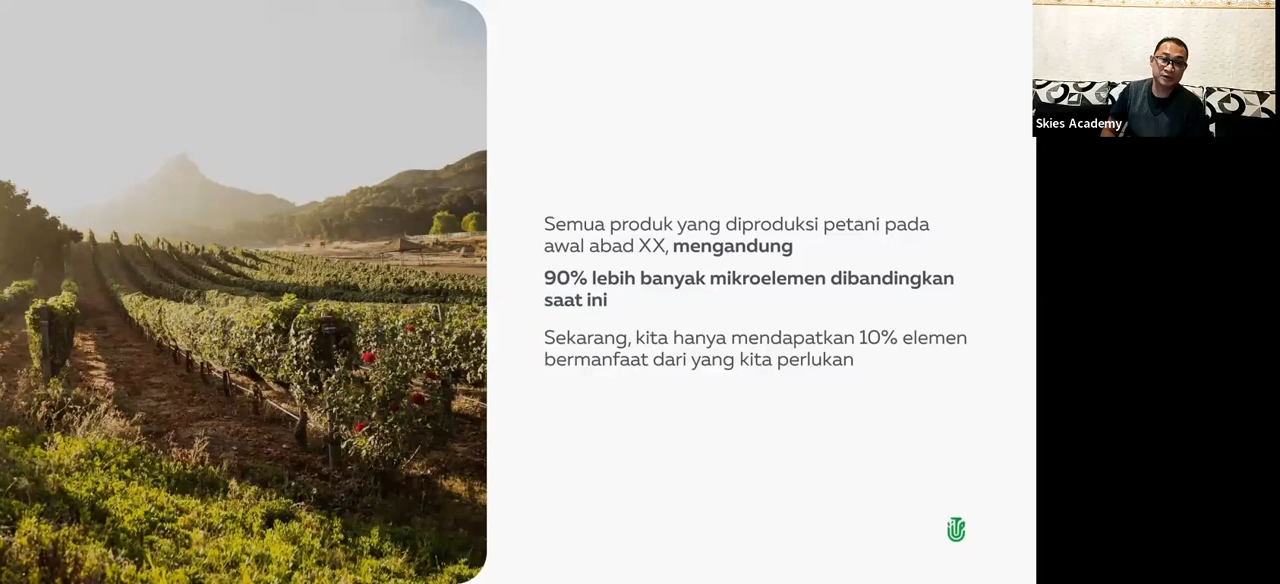 Semua produk yang diproduksi petani pada
awal abad XX, mengandung
90% lebih banyak mikroelemen dibandingkan
saat ini
Sekarang, kita hanya mendapatkan 10% elemen
bermanfaat dari yang kita perlukan
Skies Academy